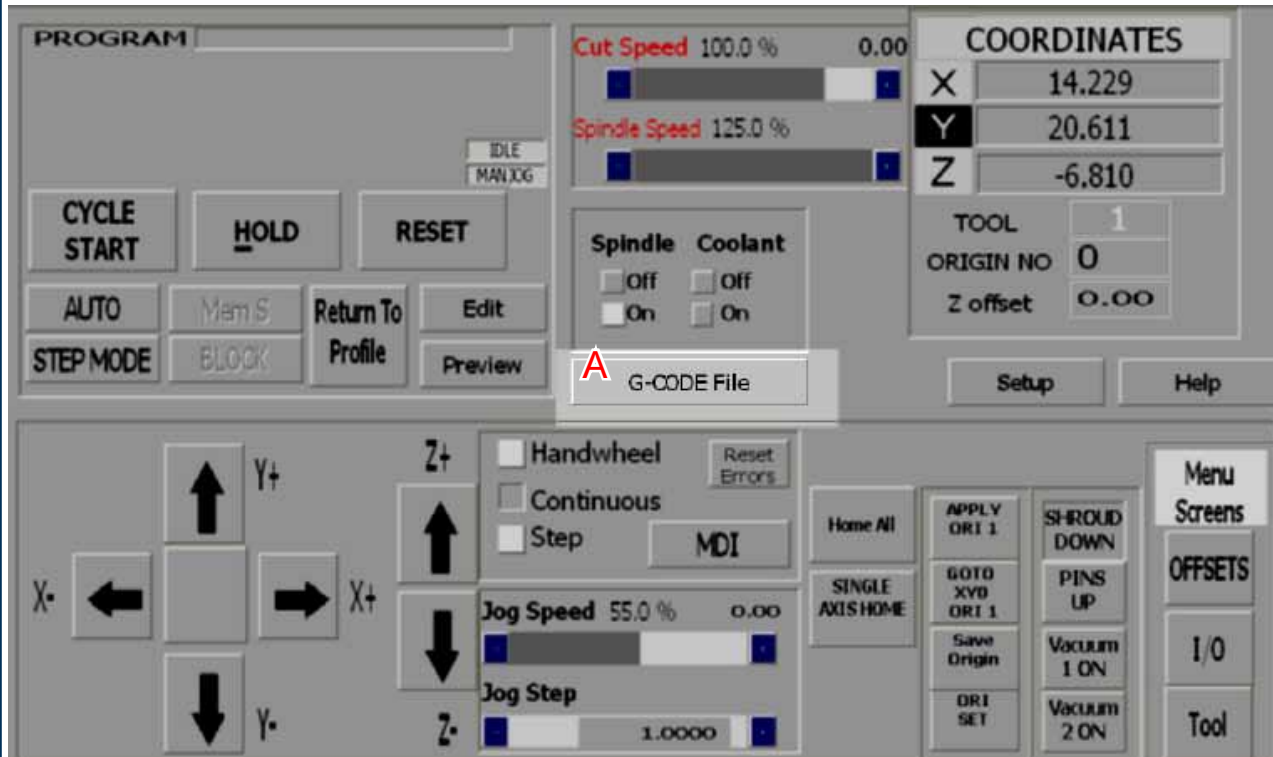 PROGRAM
IDLE
MANJOG
CYCLE
START
HOLD
RESET
AUTO
Mem S
Return To
Profile
Edit
STEP MODE
BLOCK
Preview
Cut Speed 100.0 % 0.00
Spindle Speed 125.0 %
Spindle Coolant
Off Off
On On
A
G-CODE File
COORDINATES
X 14.229
Y 20.611
Z -6.810
TOOL 1
ORIGIN NO 0
Z offset 0.00
Setup
Help
Y+
X-
X+
Y-
Z+
Z-
Handwheel
Continuous
Step
Reset
Errors
MDI
Jog Speed 55.0 % 0.00
Jog Step
1.0000
Home All
SINGLE
AXIS HOME
APPLY
ORI 1
GOTO
XY0
ORI 1
Save
Origin
ORI
SET
SHROUD
DOWN
PINS
UP
Vacuum
1 ON
Vacuum
2 ON
Menu
Screens
OFFSETS
I/O
Tool